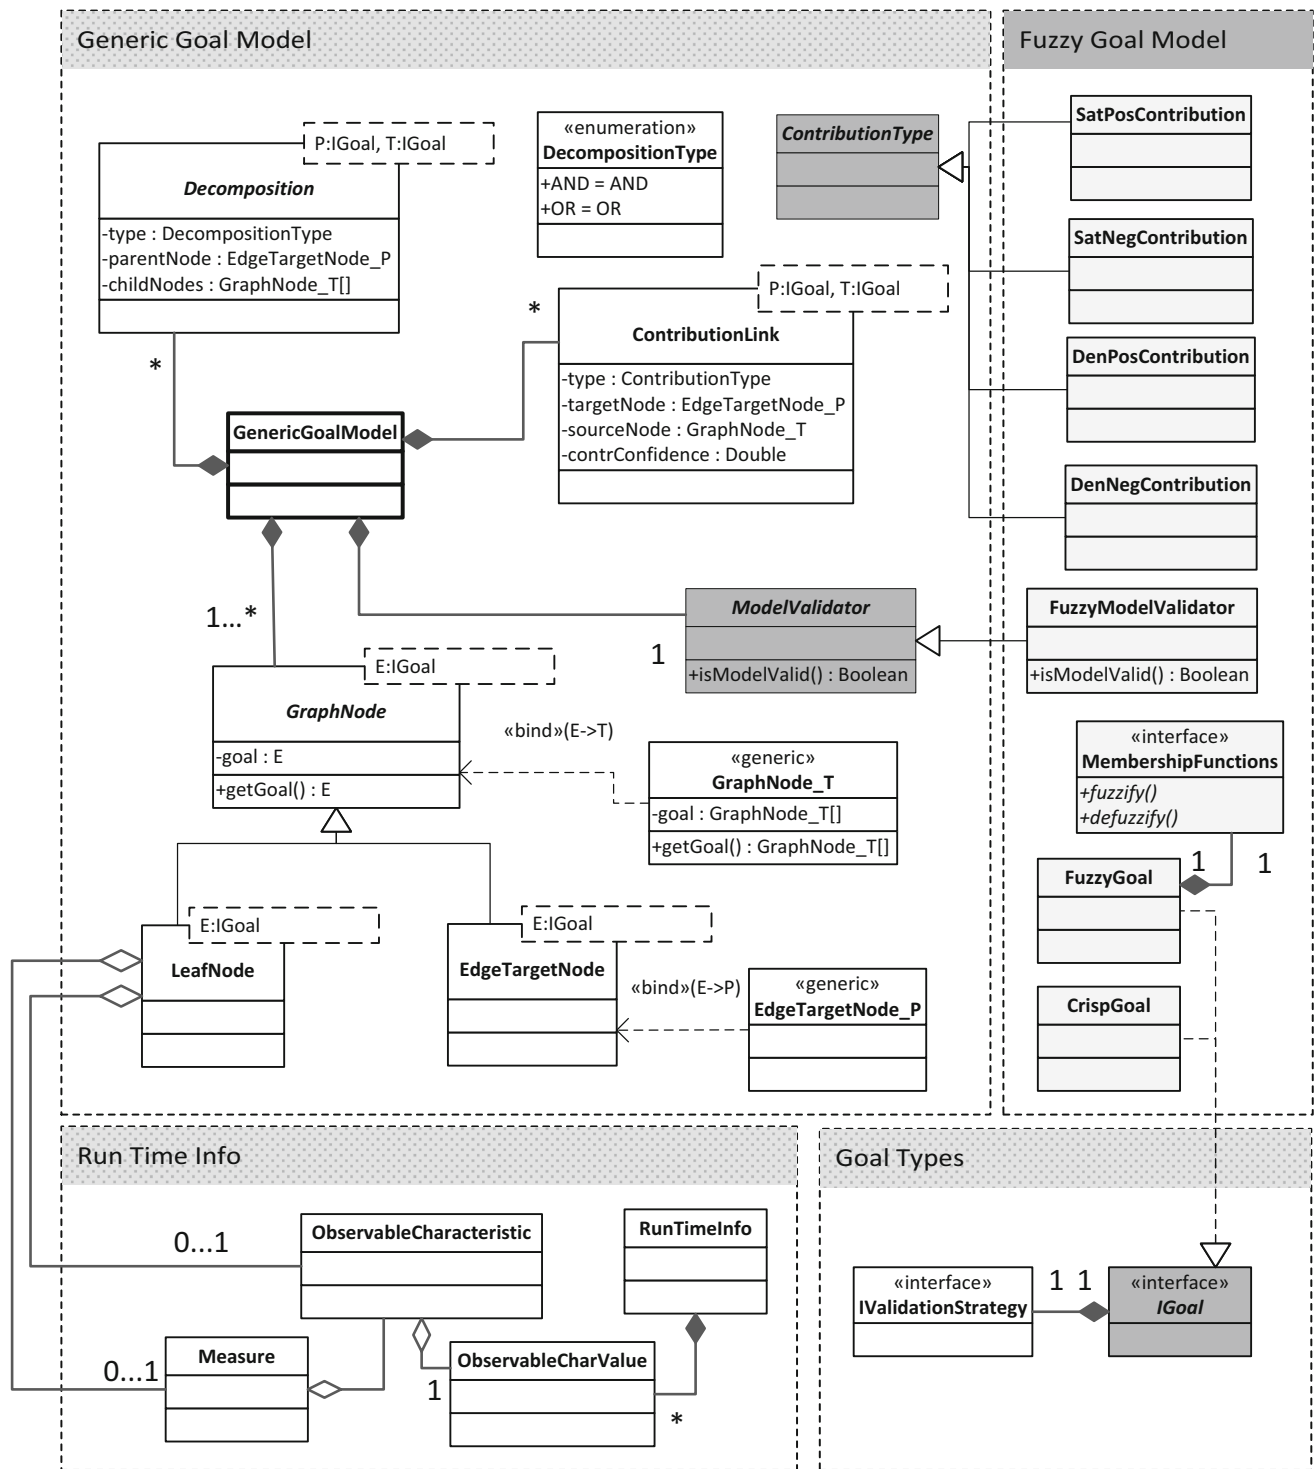 Generic Goal Model
P:IGoal, T:IGoal
Decomposition
-type : DecompositionType
-parentNode : EdgeTargetNode_P
-childNodes : GraphNode_T[]
«enumeration»
DecompositionType
+AND = AND
+OR = OR
ContributionType
P:IGoal, T:IGoal
ContributionLink
-type : ContributionType
-targetNode : EdgeTargetNode_P
-sourceNode : GraphNode_T
-contrConfidence : Double
*
*
GenericGoalModel
1...*
1
ModelValidator
+isModelValid() : Boolean
E:IGoal
GraphNode
-goal : E
+getGoal() : E
«bind»(E->T)
«generic»
GraphNode_T
-goal : GraphNode_T[]
+getGoal() : GraphNode_T[]
E:IGoal
LeafNode
E:IGoal
EdgeTargetNode
«bind»(E->P)
«generic»
EdgeTargetNode_P
Fuzzy Goal Model
SatPosContribution
SatNegContribution
DenPosContribution
DenNegContribution
FuzzyModelValidator
+isModelValid() : Boolean
«interface»
MembershipFunctions
+fuzzify()
+defuzzify()
FuzzyGoal
1
1
CrispGoal
Run Time Info
0...1
ObservableCharacteristic
RunTimeInfo
0...1
Measure
1
ObservableCharValue
*
Goal Types
«interface»
IValidationStrategy
1 1
«interface»
IGoal